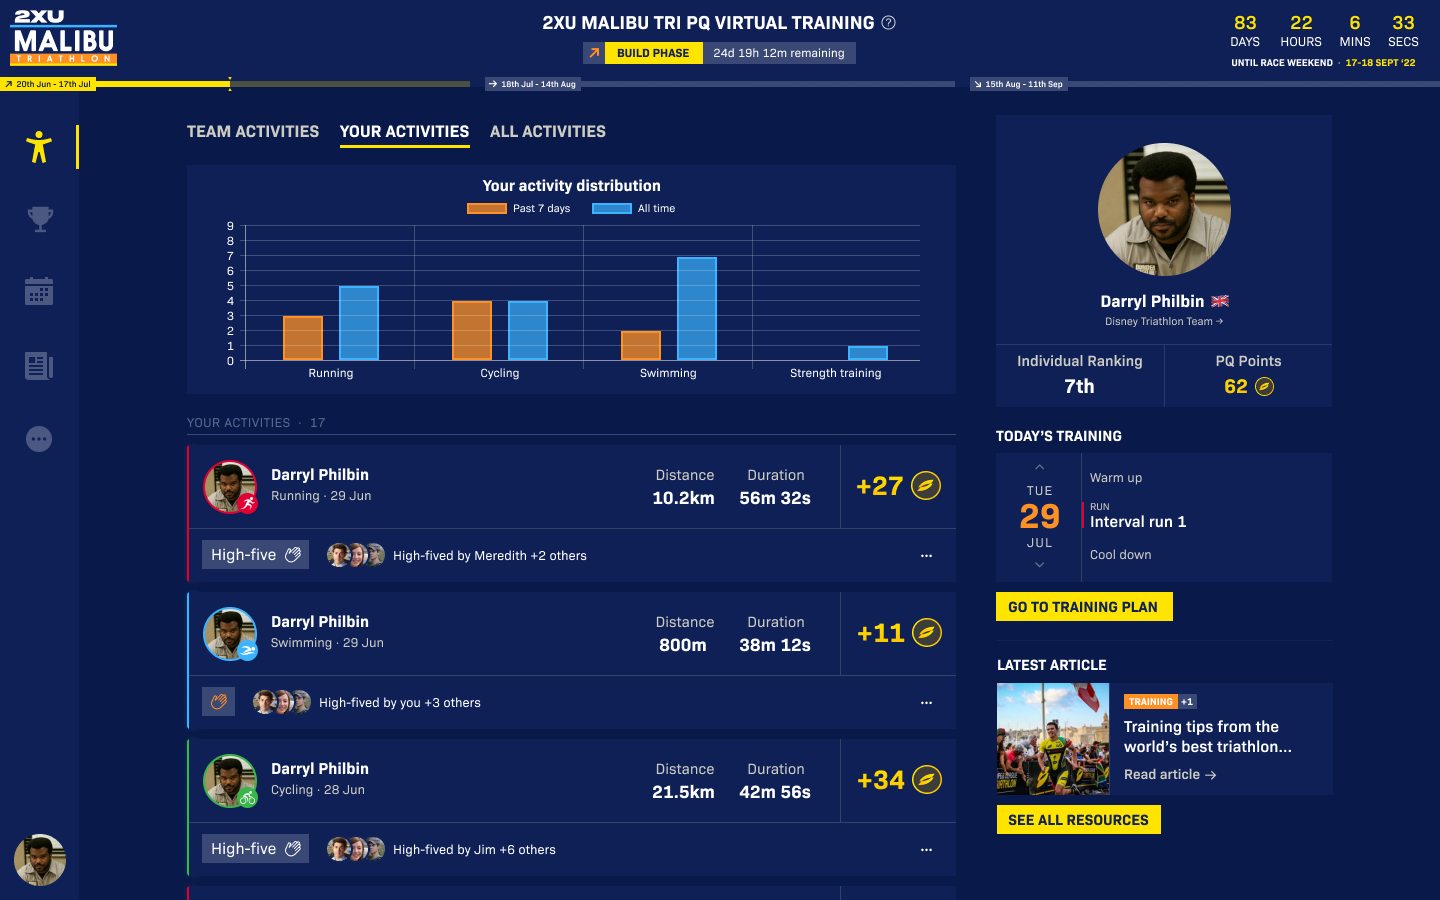 2XU
MALIBU
TRIATHLON
2XU MALIBU TRI PQ VIRTUAL TRAINING ?
BUILD PHASE 24d 19h 12m remaining
83 22 6 33
DAYS HOURS MINS SECS
UNTIL RACE WEEKEND · 17-18 SEPT '22
20th Jun - 17th Jul
18th Jul - 14th Aug
15th Aug - 11th Sep
TEAM ACTIVITIES YOUR ACTIVITIES ALL ACTIVITIES
Your activity distribution
Past 7 days All time
9
8
7
6
5
4
3
2
1
0
Running Cycling Swimming Strength training
YOUR ACTIVITIES · 17
Darryl Philbin
Running · 29 Jun
Distance Duration
10.2km 56m 32s
+27
High-five
High-fived by Meredith +2 others
Darryl Philbin
Swimming · 29 Jun
Distance Duration
800m 38m 12s
+11
High-fived by you +3 others
Darryl Philbin
Cycling · 28 Jun
Distance Duration
21.5km 42m 56s
+34
High-five
High-fived by Jim +6 others
Darryl Philbin
Disney Triathlon Team →
Individual Ranking PQ Points
7th 62
TODAY'S TRAINING
TUE
29
JUL
Warm up
RUN
Interval run 1
Cool down
GO TO TRAINING PLAN
LATEST ARTICLE
TRAINING +1
Training tips from the
world's best triathlon...
Read article →
SEE ALL RESOURCES